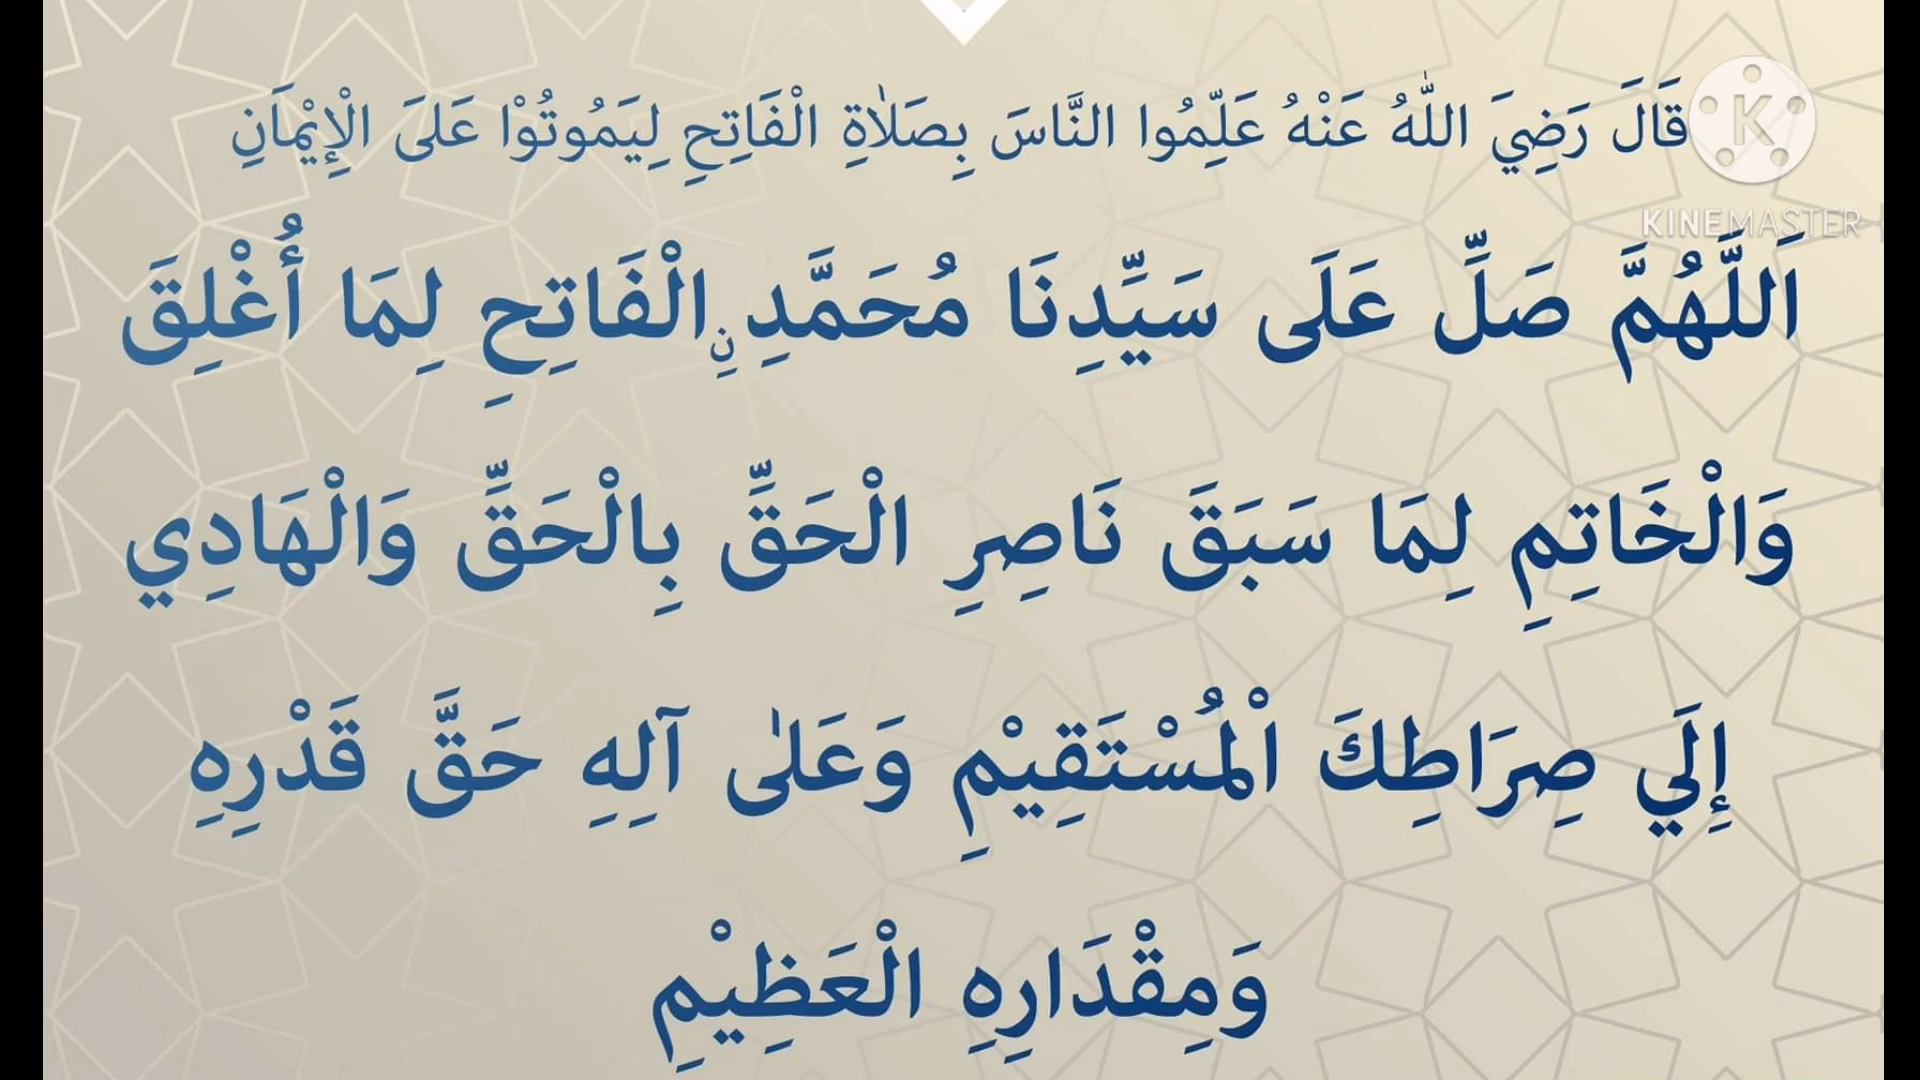 قَالَ رَضِيَ اللّٰهُ عَنْهُ عَلِّمُوا النَّاسَ بِصَلَاةِ الْفَاتِحِ لِيَمُوتُوْا عَلَىَ الْإِيْمَانِ
K
KINEMASTER
اَللَّهُمَّ صَلِّ عَلَى سَيِّدِنَا مُحَمَّدِ نِ الْفَاتِحِ لِمَا أُغْلِقَ
وَالْخَاتِمِ لِمَا سَبَقَ نَاصِرِ الْحَقِّ بِالْحَقِّ وَالْهَادِي
إِلَي صِرَاطِكَ الْمُسْتَقِيْمِ وَعَلىٰ آلِهِ حَقَّ قَدْرِهِ
وَمِقْدَارِهِ الْعَظِيْمِ